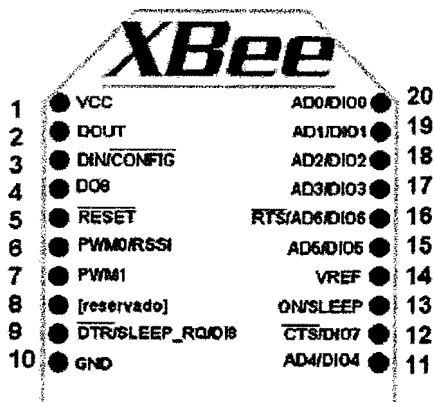 XBee
1 VCC AD0/DIO0 20
2 DOUT AD1/DIO1 19
3 DIN/CONFIG AD2/DIO2 18
4 DO8 AD3/DIO3 17
5 RESET RTS/AD6/DIO6 16
6 PWM0/RSSI AD5/DIO5 15
7 PWM1 VREF 14
8 [reservado] ON/SLEEP 13
9 DTR/SLEEP_RQ/DI8 CTS/DIO7 12
10 GND AD4/DIO4 11